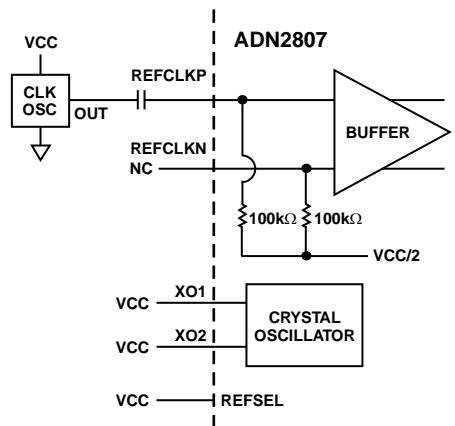 ADN2807
VCC
REFCLKP
CLK
OSC
OUT
BUFFER
REFCLKN
NC
100kΩ 100kΩ
VCC/2
VCC XO1
CRYSTAL
OSCILLATOR
VCC XO2
VCC REFSEL